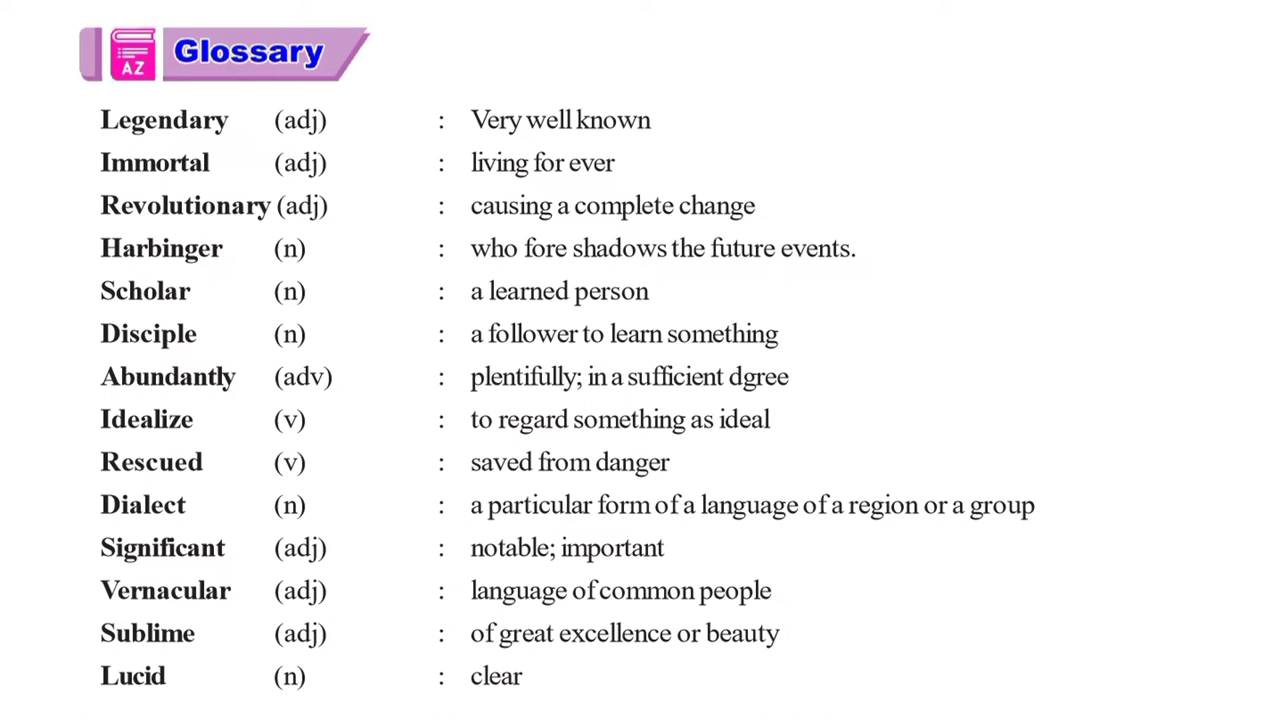 AZ
Glossary
Legendary (adj) : Very well known
Immortal (adj) : living for ever
Revolutionary (adj) : causing a complete change
Harbinger (n) : who fore shadows the future events.
Scholar (n) : a learned person
Disciple (n) : a follower to learn something
Abundantly (adv) : plentifully; in a sufficient dgree
Idealize (v) : to regard something as ideal
Rescued (v) : saved from danger
Dialect (n) : a particular form of a language of a region or a group
Significant (adj) : notable; important
Vernacular (adj) : language of common people
Sublime (adj) : of great excellence or beauty
Lucid (n) : clear